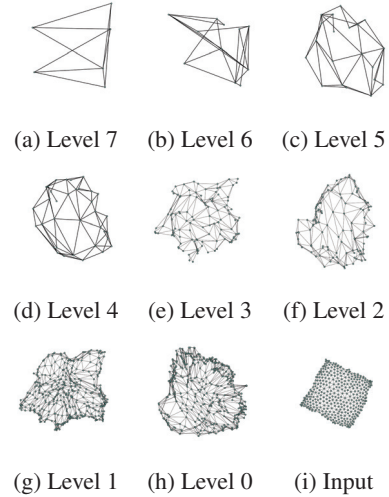 (a) Level 7 (b) Level 6 (c) Level 5
(d) Level 4 (e) Level 3 (f) Level 2
(g) Level 1 (h) Level 0 (i) Input